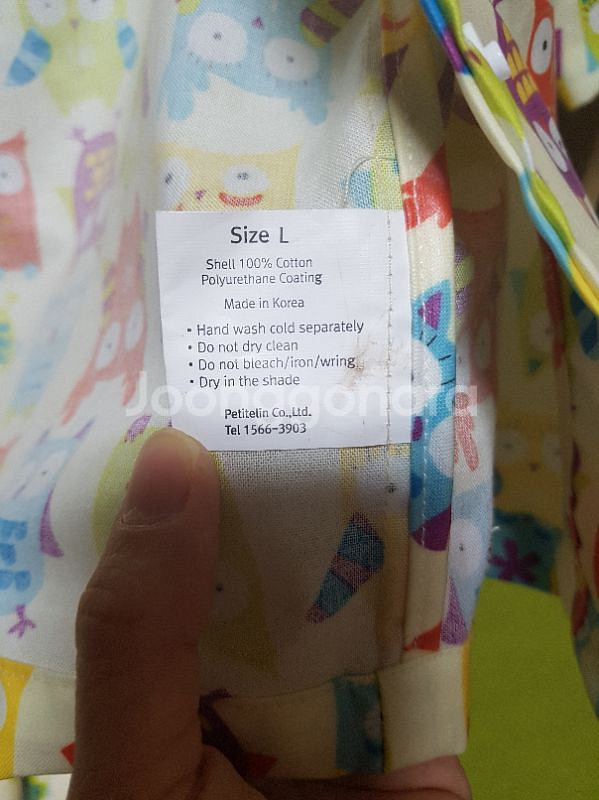 Size L
Shell 100% Cotton
Polyurethane Coating
Made in Korea
• Hand wash cold separately
• Do not dry clean
• Do not bleach/iron/wring
• Dry in the shade
Joonggonara
Petitelin Co.,Ltd.
Tel 1566-3903